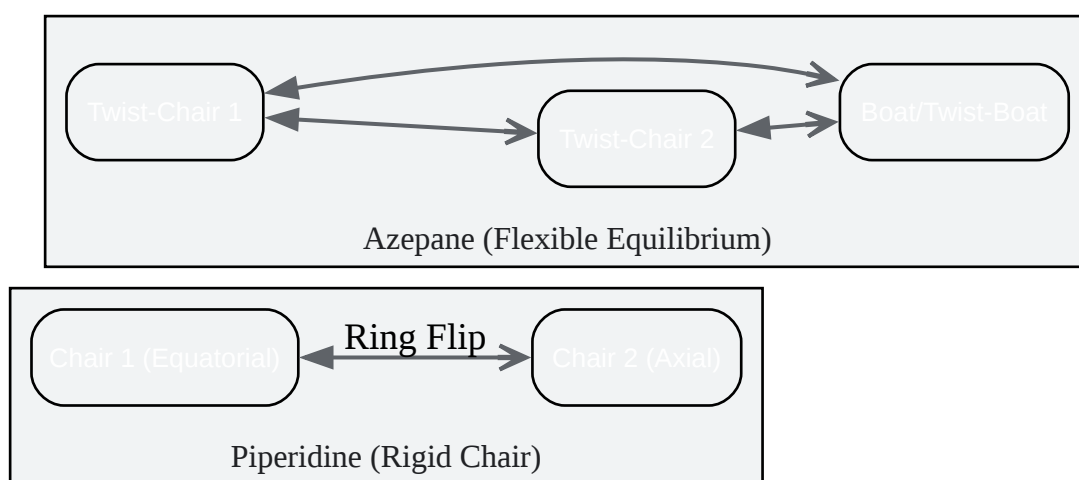 Twist-Chair 1
Twist-Chair 2
Boat/Twist-Boat
Azepane (Flexible Equilibrium)
Chair 1 (Equatorial)
Ring Flip
Chair 2 (Axial)
Piperidine (Rigid Chair)